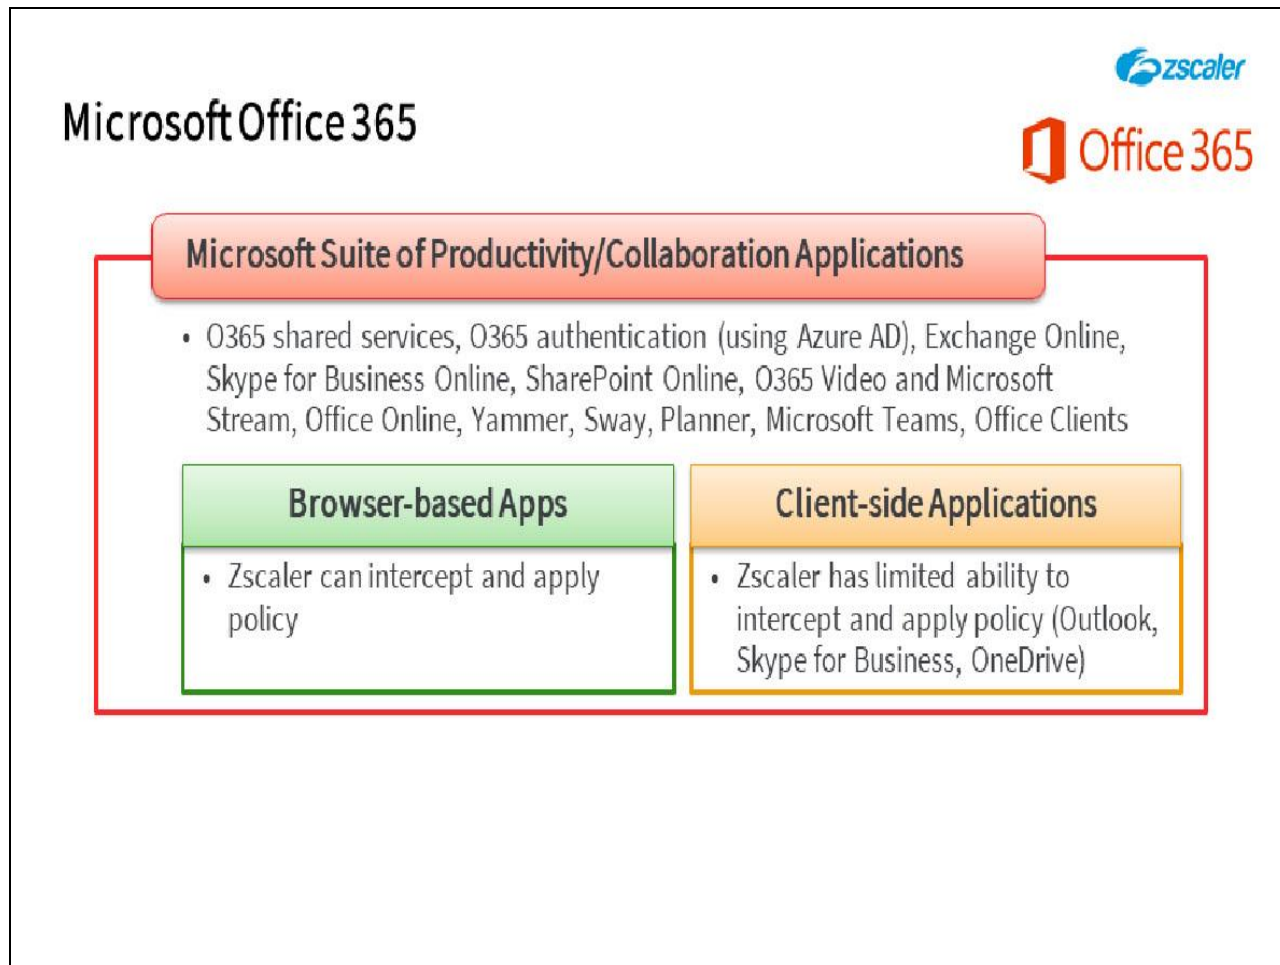 zscaler
Microsoft Office 365
Office 365
Microsoft Suite of Productivity/Collaboration Applications
• O365 shared services, O365 authentication (using Azure AD), Exchange Online,
Skype for Business Online, SharePoint Online, O365 Video and Microsoft
Stream, Office Online, Yammer, Sway, Planner, Microsoft Teams, Office Clients
Browser-based Apps
• Zscaler can intercept and apply
policy
Client-side Applications
• Zscaler has limited ability to
intercept and apply policy (Outlook,
Skype for Business, OneDrive)